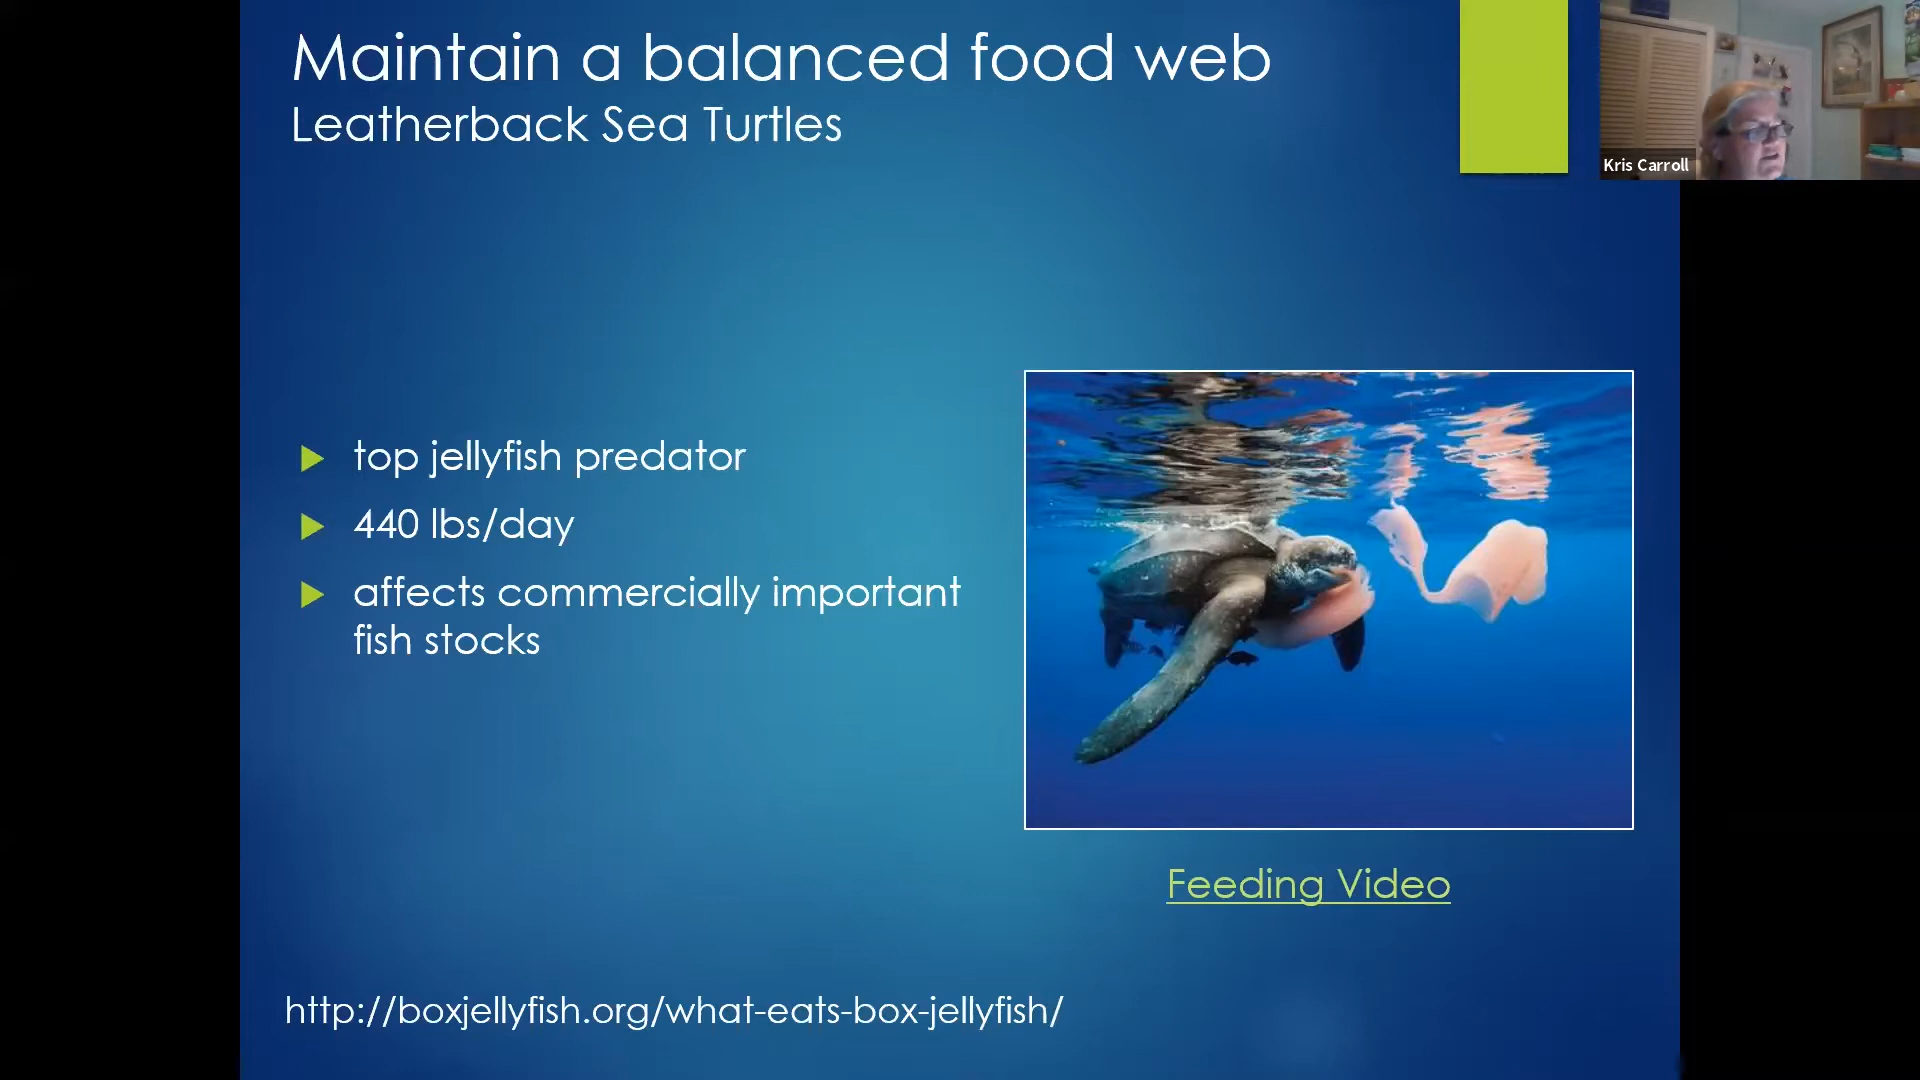 Maintain a balanced food web
Leatherback Sea Turtles
Kris Carroll
top jellyfish predator
440 lbs/day
affects commercially important
fish stocks
Feeding Video
http://boxjellyfish.org/what-eats-box-jellyfish/